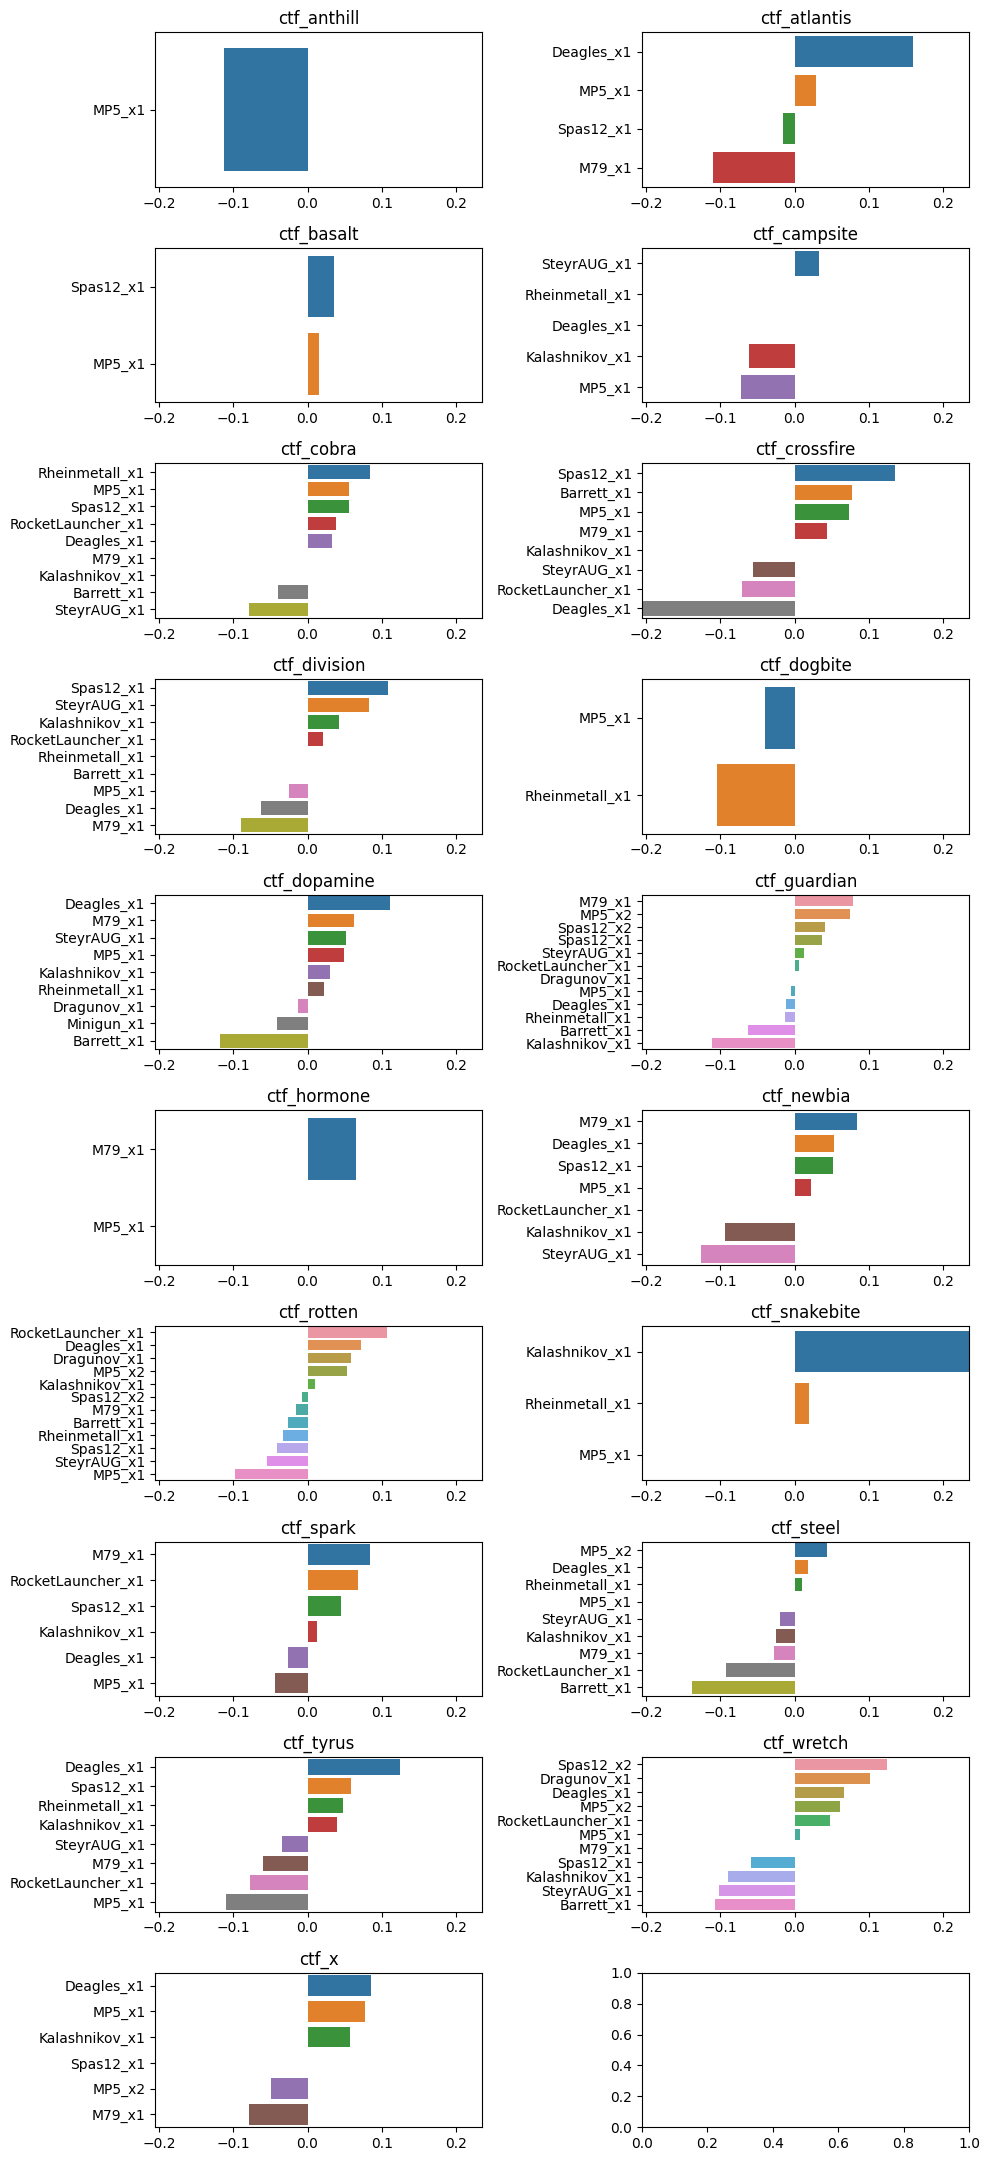 ctf_anthill
MP5_x1
−0.2 −0.1 0.0 0.1 0.2
ctf_atlantis
Deagles_x1
MP5_x1
Spas12_x1
M79_x1
−0.2 −0.1 0.0 0.1 0.2
ctf_basalt
Spas12_x1
MP5_x1
−0.2 −0.1 0.0 0.1 0.2
ctf_campsite
SteyrAUG_x1
Rheinmetall_x1
Deagles_x1
Kalashnikov_x1
MP5_x1
−0.2 −0.1 0.0 0.1 0.2
ctf_cobra
Rheinmetall_x1
MP5_x1
Spas12_x1
RocketLauncher_x1
Deagles_x1
M79_x1
Kalashnikov_x1
Barrett_x1
SteyrAUG_x1
−0.2 −0.1 0.0 0.1 0.2
ctf_crossfire
Spas12_x1
Barrett_x1
MP5_x1
M79_x1
Kalashnikov_x1
SteyrAUG_x1
RocketLauncher_x1
Deagles_x1
−0.2 −0.1 0.0 0.1 0.2
ctf_division
Spas12_x1
SteyrAUG_x1
Kalashnikov_x1
RocketLauncher_x1
Rheinmetall_x1
Barrett_x1
MP5_x1
Deagles_x1
M79_x1
−0.2 −0.1 0.0 0.1 0.2
ctf_dogbite
MP5_x1
Rheinmetall_x1
−0.2 −0.1 0.0 0.1 0.2
ctf_dopamine
Deagles_x1
M79_x1
SteyrAUG_x1
MP5_x1
Kalashnikov_x1
Rheinmetall_x1
Dragunov_x1
Minigun_x1
Barrett_x1
−0.2 −0.1 0.0 0.1 0.2
ctf_guardian
M79_x1
MP5_x2
Spas12_x2
Spas12_x1
SteyrAUG_x1
RocketLauncher_x1
Dragunov_x1
MP5_x1
Deagles_x1
Rheinmetall_x1
Barrett_x1
Kalashnikov_x1
−0.2 −0.1 0.0 0.1 0.2
ctf_hormone
M79_x1
MP5_x1
−0.2 −0.1 0.0 0.1 0.2
ctf_newbia
M79_x1
Deagles_x1
Spas12_x1
MP5_x1
RocketLauncher_x1
Kalashnikov_x1
SteyrAUG_x1
−0.2 −0.1 0.0 0.1 0.2
ctf_rotten
RocketLauncher_x1
Deagles_x1
Dragunov_x1
MP5_x2
Kalashnikov_x1
Spas12_x2
M79_x1
Barrett_x1
Rheinmetall_x1
Spas12_x1
SteyrAUG_x1
MP5_x1
−0.2 −0.1 0.0 0.1 0.2
ctf_snakebite
Kalashnikov_x1
Rheinmetall_x1
MP5_x1
−0.2 −0.1 0.0 0.1 0.2
ctf_spark
M79_x1
RocketLauncher_x1
Spas12_x1
Kalashnikov_x1
Deagles_x1
MP5_x1
−0.2 −0.1 0.0 0.1 0.2
ctf_steel
MP5_x2
Deagles_x1
Rheinmetall_x1
MP5_x1
SteyrAUG_x1
Kalashnikov_x1
M79_x1
RocketLauncher_x1
Barrett_x1
−0.2 −0.1 0.0 0.1 0.2
ctf_tyrus
Deagles_x1
Spas12_x1
Rheinmetall_x1
Kalashnikov_x1
SteyrAUG_x1
M79_x1
RocketLauncher_x1
MP5_x1
−0.2 −0.1 0.0 0.1 0.2
ctf_wretch
Spas12_x2
Dragunov_x1
Deagles_x1
MP5_x2
RocketLauncher_x1
MP5_x1
M79_x1
Spas12_x1
Kalashnikov_x1
SteyrAUG_x1
Barrett_x1
−0.2 −0.1 0.0 0.1 0.2
ctf_x
Deagles_x1
MP5_x1
Kalashnikov_x1
Spas12_x1
MP5_x2
M79_x1
−0.2 −0.1 0.0 0.1 0.2
1.0
0.8
0.6
0.4
0.2
0.0
0.0 0.2 0.4 0.6 0.8 1.0